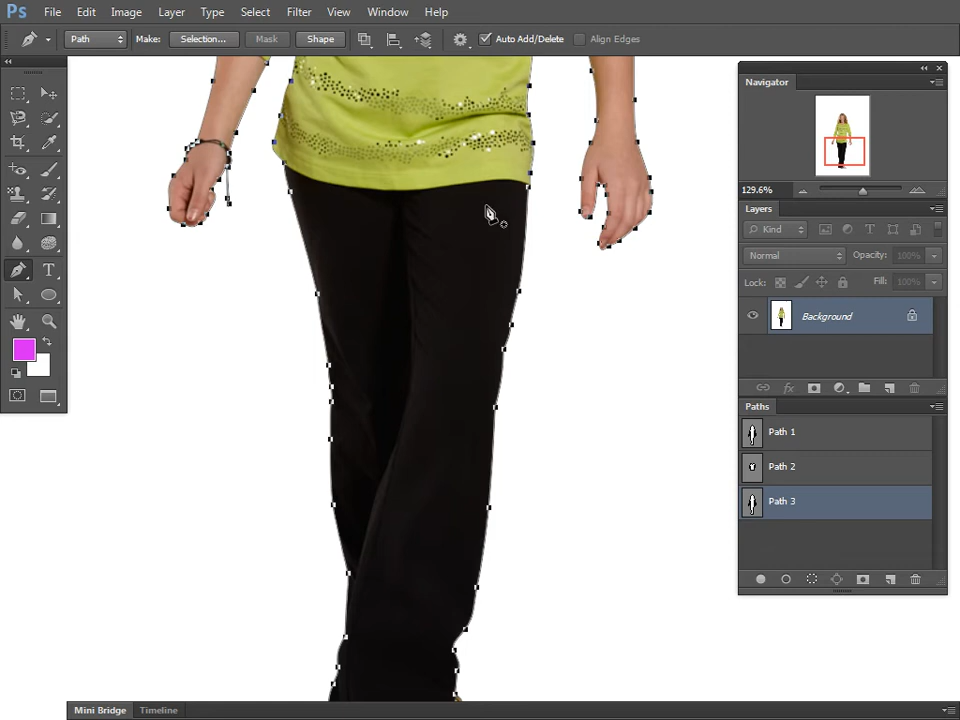 Ps File Edit Image Layer Type Select Filter View Window Help
Path Make: Selection... Mask Shape Auto Add/Delete Align Edges
Navigator
129.6%
Layers
Kind T
Normal Opacity: 100%
Lock: Fill: 100%
Background
fx
Paths
Path 1
Path 2
Path 3
T
Mini Bridge Timeline